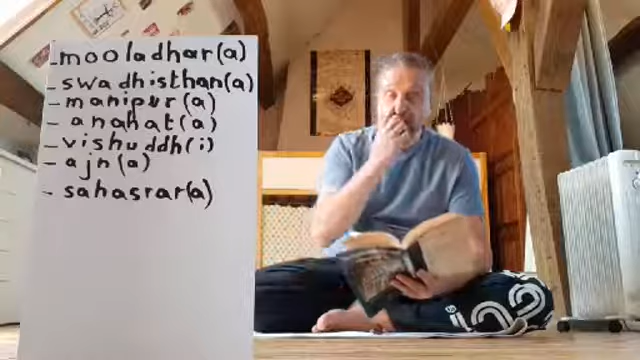 - mooladhar(a)
- swadhisthan(a)
- manipur(a)
- anahat(a)
- vishuddh(i)
- ajn(a)
- sahasrar(a)